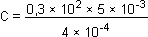 C = 0,3 × 10² × 5 × 10⁻³
4 × 10⁻⁴